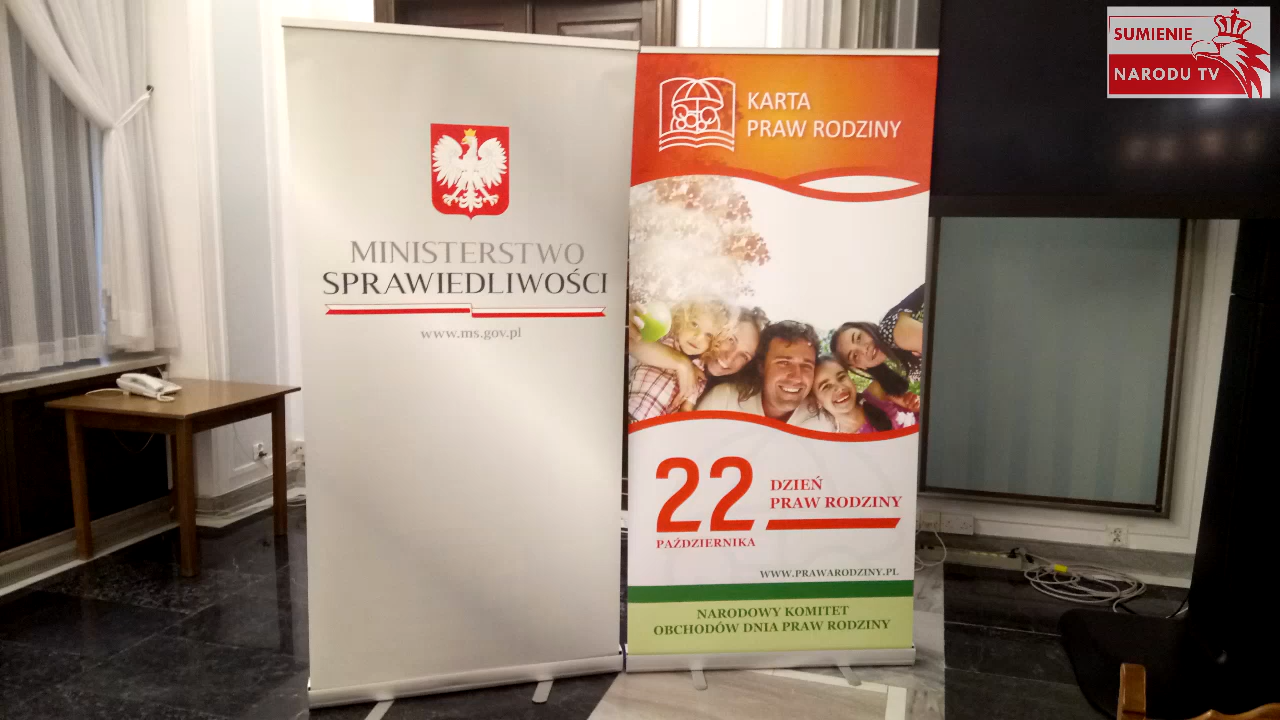 SUMIENIE
NARODU TV
MINISTERSTWO
SPRAWIEDLIWOŚCI
www.ms.gov.pl
KARTA
PRAW RODZINY
22
PAŹDZIERNIKA
DZIEŃ
PRAW RODZINY
WWW.PRAWARODZINY.PL
NARODOWY KOMITET
OBCHODÓW DNIA PRAW RODZINY